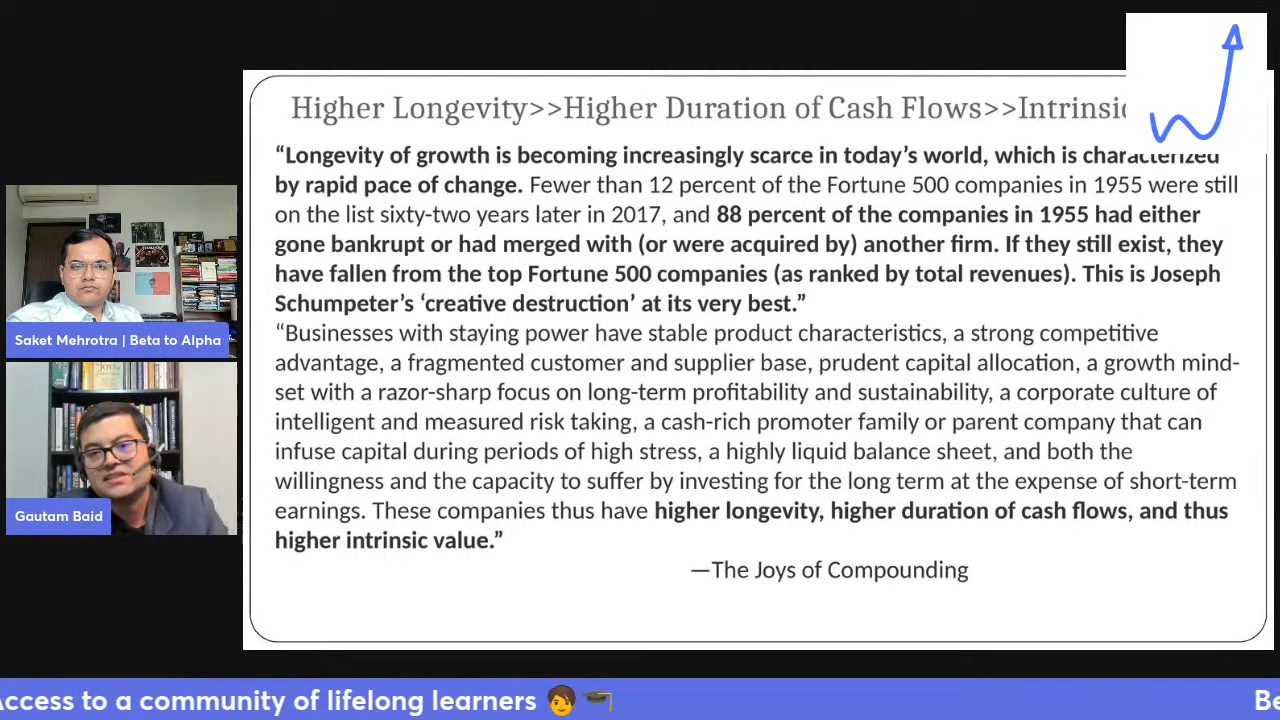 Higher Longevity>>Higher Duration of Cash Flows>>Intrinsic
“Longevity of growth is becoming increasingly scarce in today’s world, which is characterized
by rapid pace of change. Fewer than 12 percent of the Fortune 500 companies in 1955 were still
on the list sixty-two years later in 2017, and 88 percent of the companies in 1955 had either
gone bankrupt or had merged with (or were acquired by) another firm. If they still exist, they
have fallen from the top Fortune 500 companies (as ranked by total revenues). This is Joseph
Schumpeter’s ‘creative destruction’ at its very best.”
“Businesses with staying power have stable product characteristics, a strong competitive
advantage, a fragmented customer and supplier base, prudent capital allocation, a growth mind-
set with a razor-sharp focus on long-term profitability and sustainability, a corporate culture of
intelligent and measured risk taking, a cash-rich promoter family or parent company that can
infuse capital during periods of high stress, a highly liquid balance sheet, and both the
willingness and the capacity to suffer by investing for the long term at the expense of short-term
earnings. These companies thus have higher longevity, higher duration of cash flows, and thus
higher intrinsic value.”
—The Joys of Compounding
Saket Mehrotra | Beta to Alpha
Gautam Baid
Access to a community of lifelong learners 🧑 🎓
Be